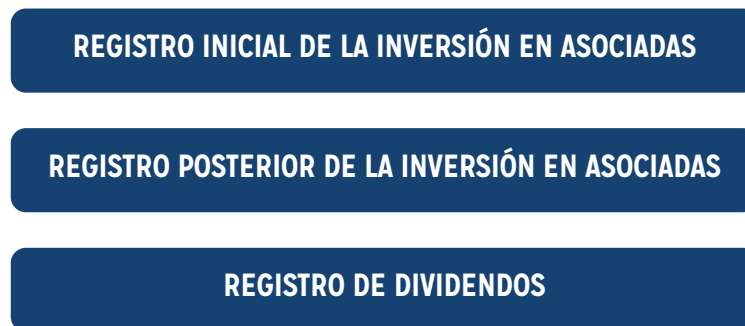 REGISTRO INICIAL DE LA INVERSIÓN EN ASOCIADAS
REGISTRO POSTERIOR DE LA INVERSIÓN EN ASOCIADAS
REGISTRO DE DIVIDENDOS